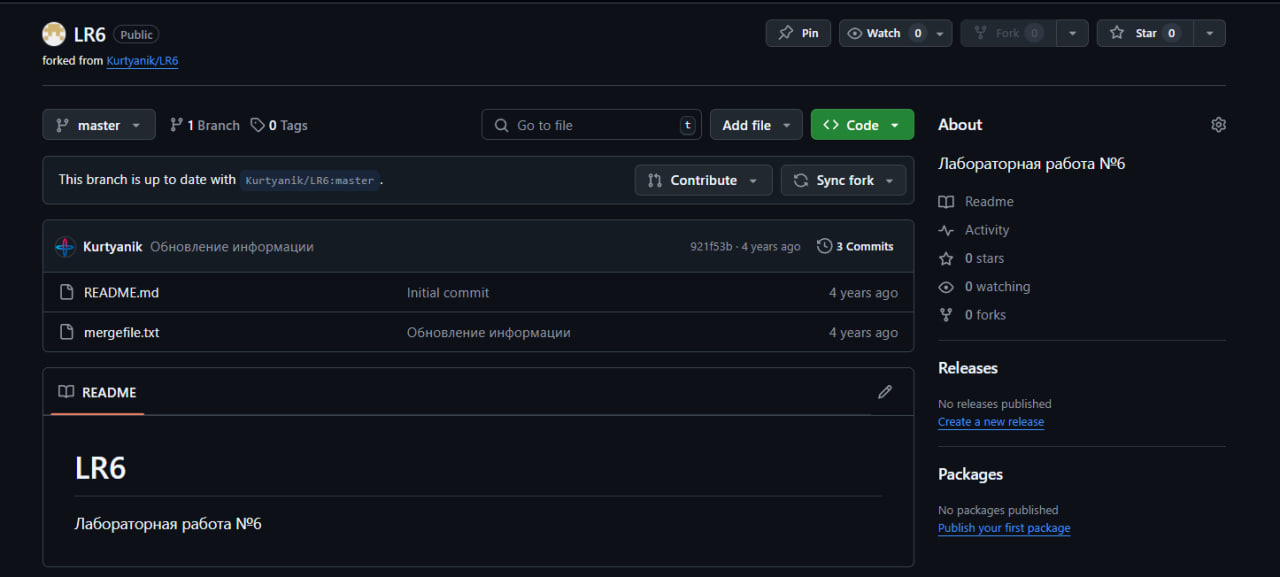 LR6 Public
Pin
Watch 0
Fork 0
Star 0
forked from Kurtyanik/LR6
master
1 Branch
0 Tags
Go to file
t
Add file
Code
This branch is up to date with Kurtyanik/LR6:master .
Contribute
Sync fork
Kurtyanik Обновление информации
921f53b · 4 years ago
3 Commits
README.md Initial commit 4 years ago
mergefile.txt Обновление информации 4 years ago
README
LR6
Лабораторная работа №6
About
Лабораторная работа №6
Readme
Activity
0 stars
0 watching
0 forks
Releases
No releases published
Create a new release
Packages
No packages published
Publish your first package